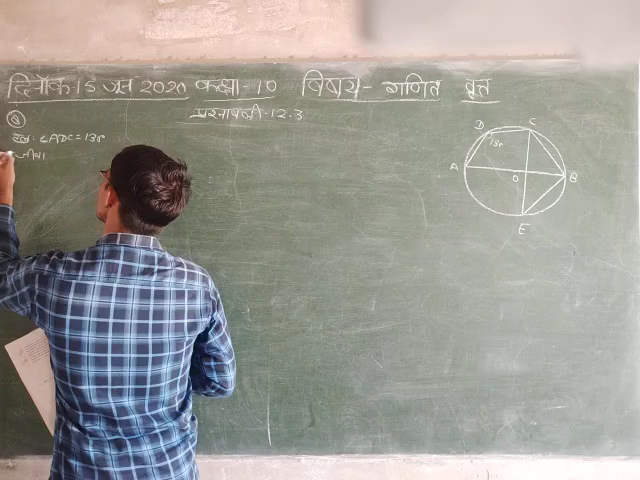 दिनाँक 15 जून 2020 कक्षा - 10 विषय - गणित वृत्त
प्रश्नावली 12.3
हल: ∠ADC = 130
जीवा
D C
130
A O B
E